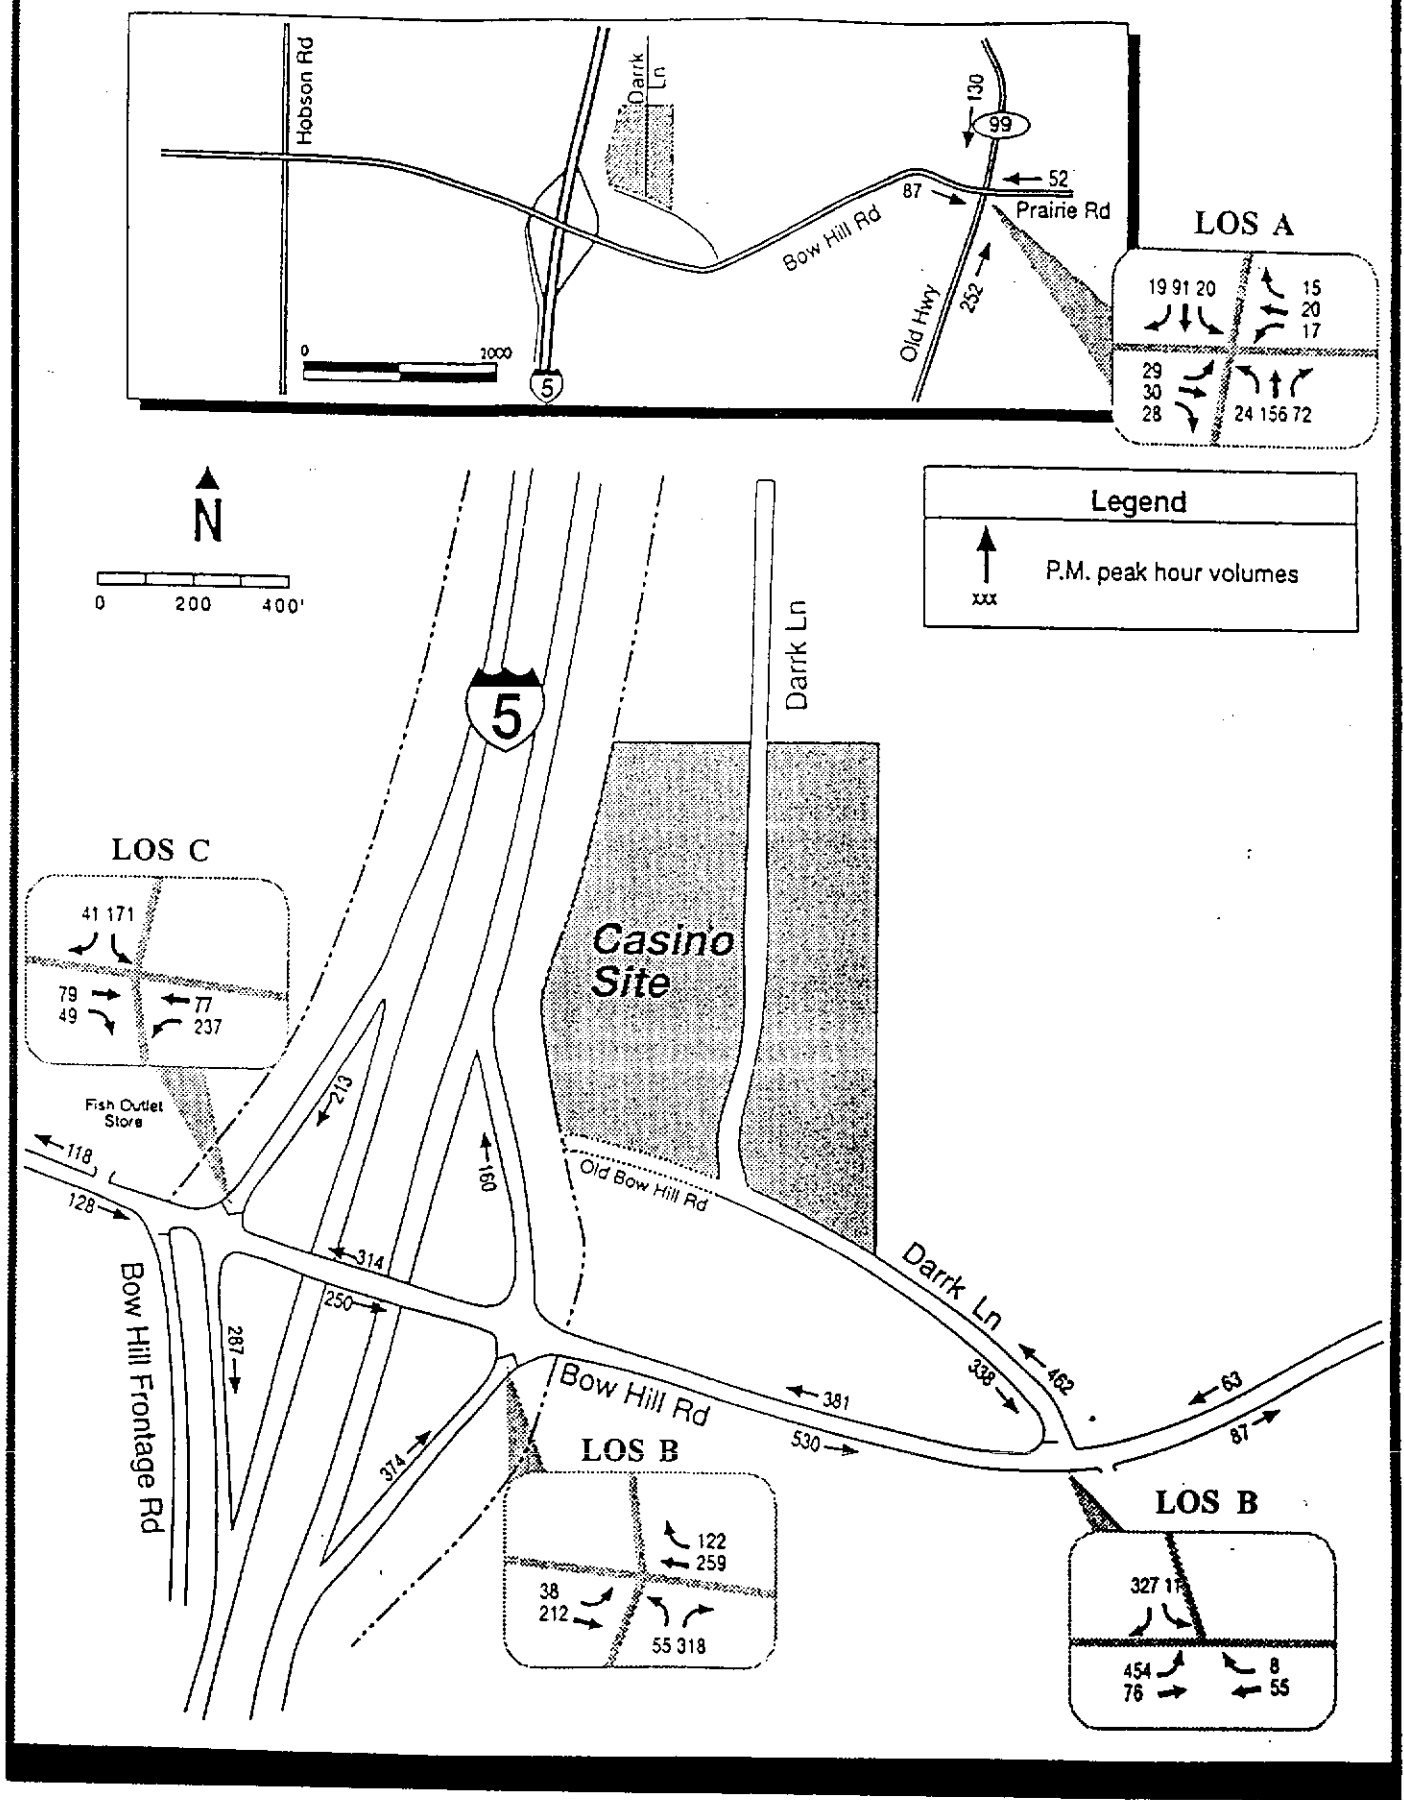 Hobson Rd
Darrk
Ln
130
99
52
87
Prairie Rd
Bow Hill Rd
Old Hwy
252
0
2000
5
LOS A
19 91 20
15
20
17
29
30
28
24 156 72
N
0 200 400'
Legend
xxx
P.M. peak hour volumes
5
Darrk Ln
Casino
Site
LOS C
41 171
79
49
77
237
Fish Outlet
Store
213
160
118
128
314
250
287
374
Bow Hill Frontage Rd
Old Bow Hill Rd
Darrk Ln
462
338
63
87
381
530
Bow Hill Rd
LOS B
122
259
38
212
55 318
LOS B
327 11
454
76
8
55